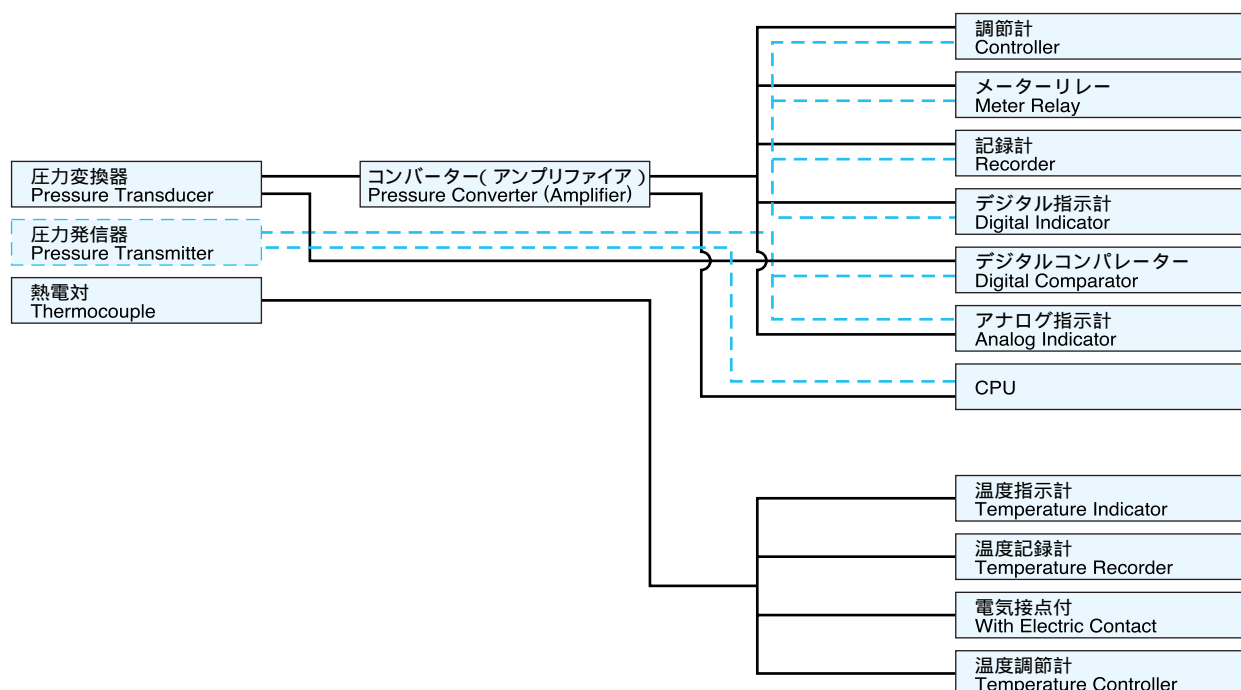 圧力変換器
Pressure Transducer
圧力発信器
Pressure Transmitter
熱電対
Thermocouple
コンバーター(アンプリファイア)
Pressure Converter (Amplifier)
調節計
Controller
メーターリレー
Meter Relay
記録計
Recorder
デジタル指示計
Digital Indicator
デジタルコンパレーター
Digital Comparator
アナログ指示計
Analog Indicator
CPU
温度指示計
Temperature Indicator
温度記録計
Temperature Recorder
電気接点付
With Electric Contact
温度調節計
Temperature Controller